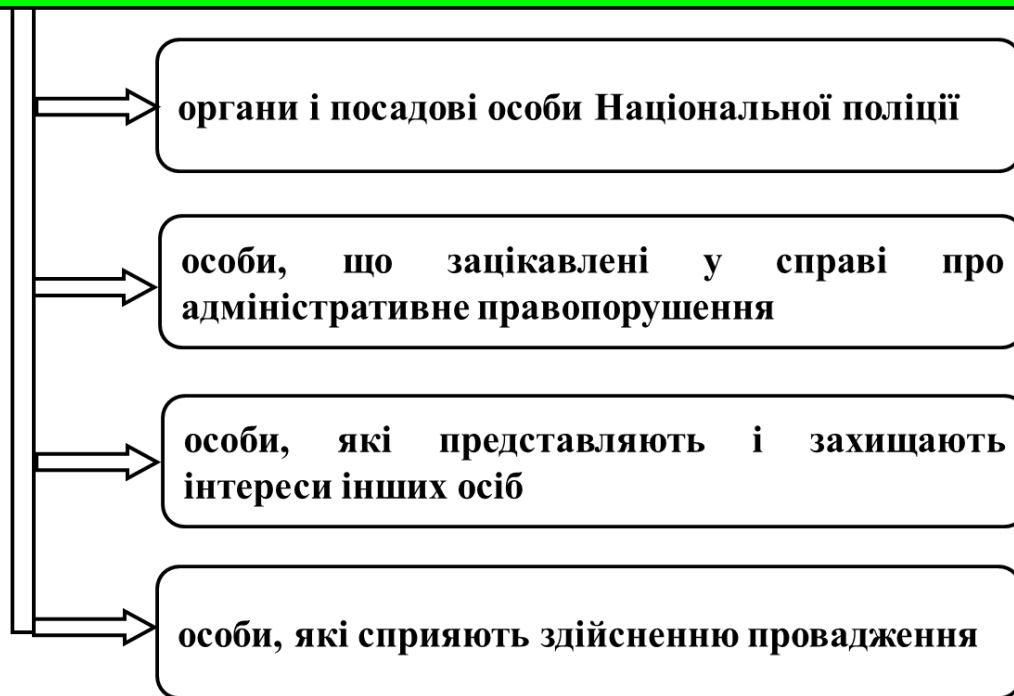 органи і посадові особи Національної поліції
особи, що зацікавлені у справі про
адміністративне правопорушення
особи, які представляють і захищають
інтереси інших осіб
особи, які сприяють здійсненню провадження